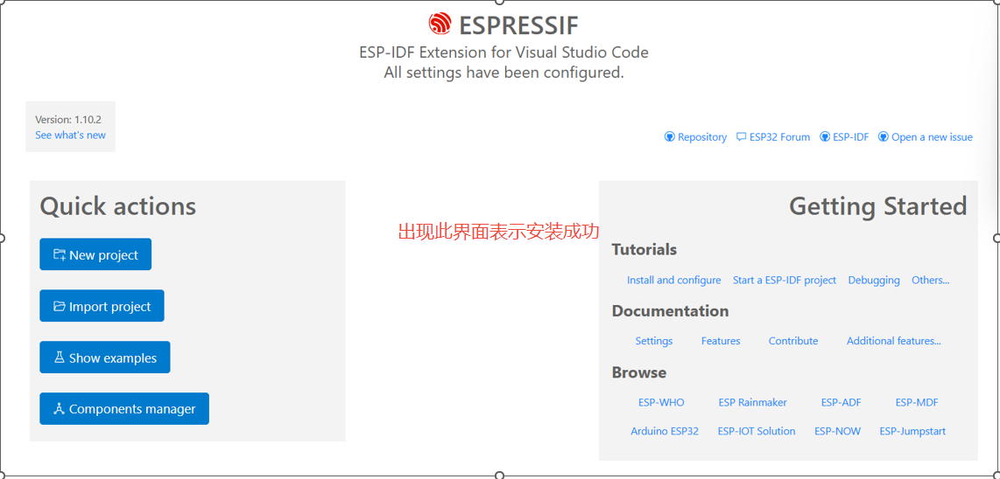 ESPRESSIF
ESP-IDF Extension for Visual Studio Code
All settings have been configured.
Version: 1.10.2
See what's new
Repository
ESP32 Forum
ESP-IDF
Open a new issue
Quick actions
New project
Import project
Show examples
Components manager
出现此界面表示安装成功
Getting Started
Tutorials
Install and configure
Start a ESP-IDF project
Debugging
Others...
Documentation
Settings
Features
Contribute
Additional features...
Browse
ESP-WHO
ESP Rainmaker
ESP-ADF
ESP-MDF
Arduino ESP32
ESP-IOT Solution
ESP-NOW
ESP-Jumpstart